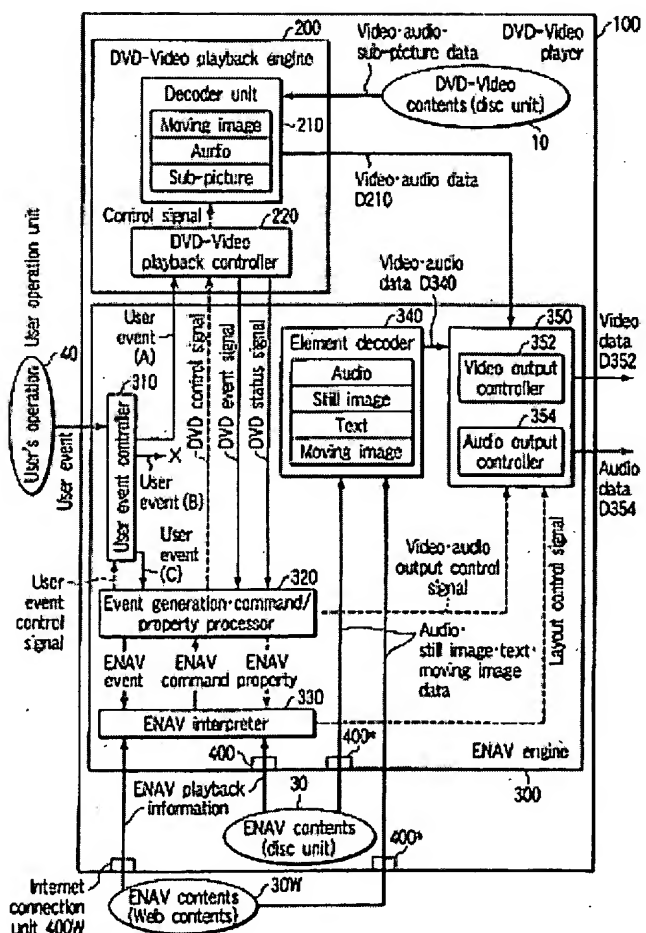 200
100
DVD-Video playback engine
Video·audio·
sub-picture data
DVD-Video
player
Decoder unit
Moving image
Audio
Sub-picture
210
DVD-Video
contents (disc unit)
10
Video·audio data
D210
Control signal
220
DVD-Video
playback controller
User operation unit
40
User's operation
User event
310
User event controller
User
event (A)
User
event (B)
User
event
(C)
DVD control signal
DVD event signal
DVD status signal
Video·audio
data D340
340
Element decoder
Audio
Still image
Text
Moving image
350
352
Video output
controller
354
Audio output
controller
Video
data
D352
Audio
data
D354
User
event
control
signal
320
Event generation·command/
property processor
Video·audio
output control
signal
Layout control signal
Audio·
still image·text·
moving image
data
ENAV
event
ENAV
command
ENAV
property
330
ENAV interpreter
400
400*
ENAV engine
300
ENAV playback
information
30
ENAV contents
(disc unit)
400*
Internet
connection
unit 400W
ENAV contents
(Web contents)
30W